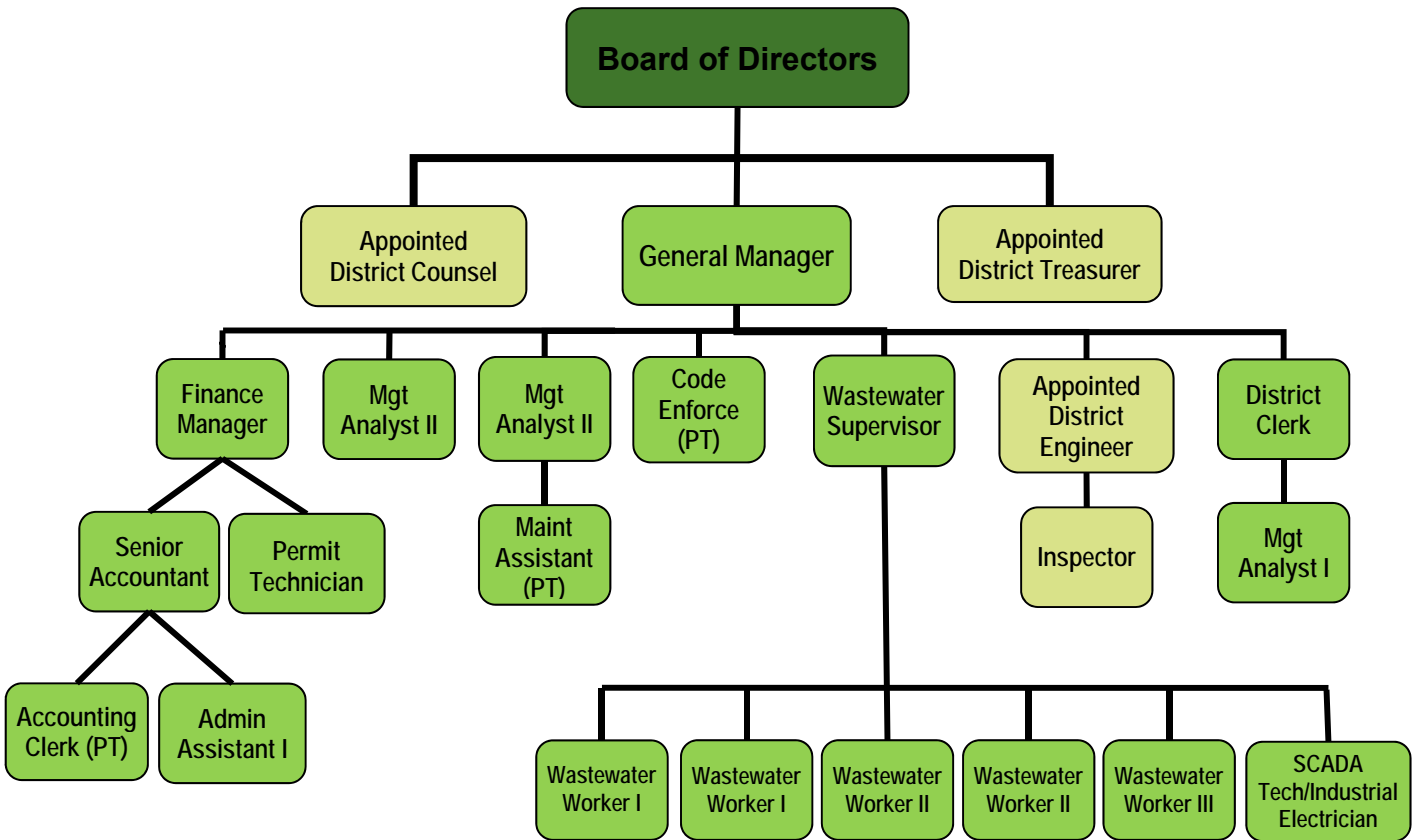 Board of Directors
Appointed
District Counsel
General Manager
Appointed
District Treasurer
Finance
Manager
Mgt
Analyst II
Mgt
Analyst II
Code
Enforce
(PT)
Wastewater
Supervisor
Appointed
District
Engineer
District
Clerk
Senior
Accountant
Permit
Technician
Maint
Assistant
(PT)
Inspector
Mgt
Analyst I
Accounting
Clerk (PT)
Admin
Assistant I
Wastewater
Worker I
Wastewater
Worker I
Wastewater
Worker II
Wastewater
Worker II
Wastewater
Worker III
SCADA
Tech/Industrial
Electrician